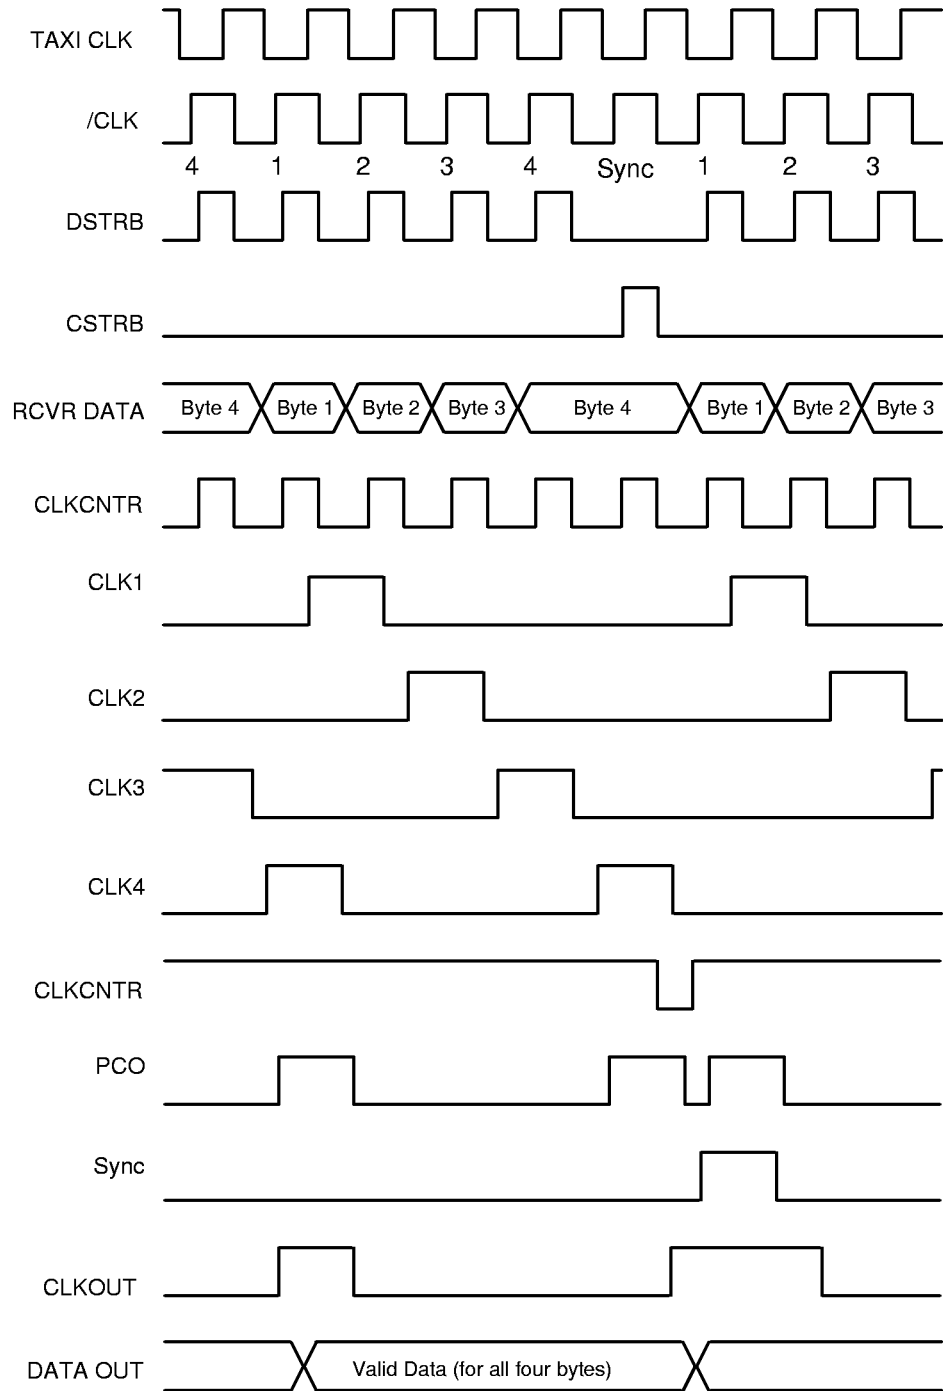 TAXI CLK
/CLK
4 1 2 3 4 Sync 1 2 3
DSTRB
CSTRB
RCVR DATA Byte 4 Byte 1 Byte 2 Byte 3 Byte 4 Byte 1 Byte 2 Byte 3
CLKCNTR
CLK1
CLK2
CLK3
CLK4
CLKCNTR
PCO
Sync
CLKOUT
DATA OUT Valid Data (for all four bytes)